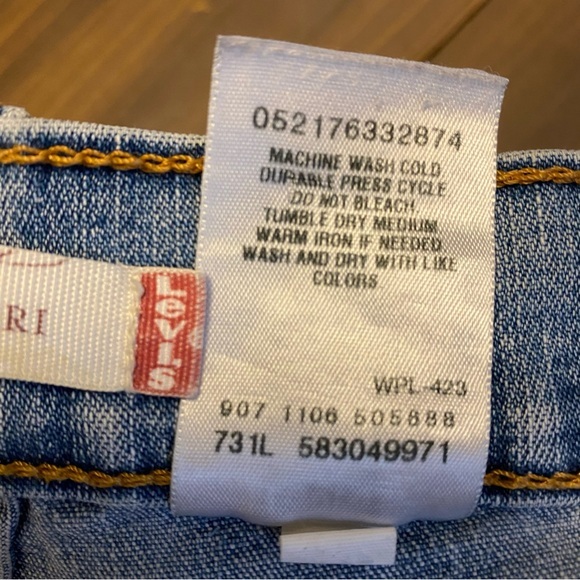 052176332874
MACHINE WASH COLD
DURABLE PRESS CYCLE
DO NOT BLEACH
TUMBLE DRY MEDIUM
WARM IRON IF NEEDED
WASH AND DRY WITH LIKE
COLORS
RI
Levi's
WPL-423
907 1106 505888
731L 583049971